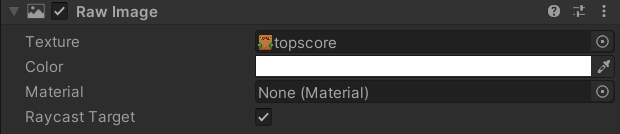 Raw Image
Texture topscore
Color
Material None (Material)
Raycast Target